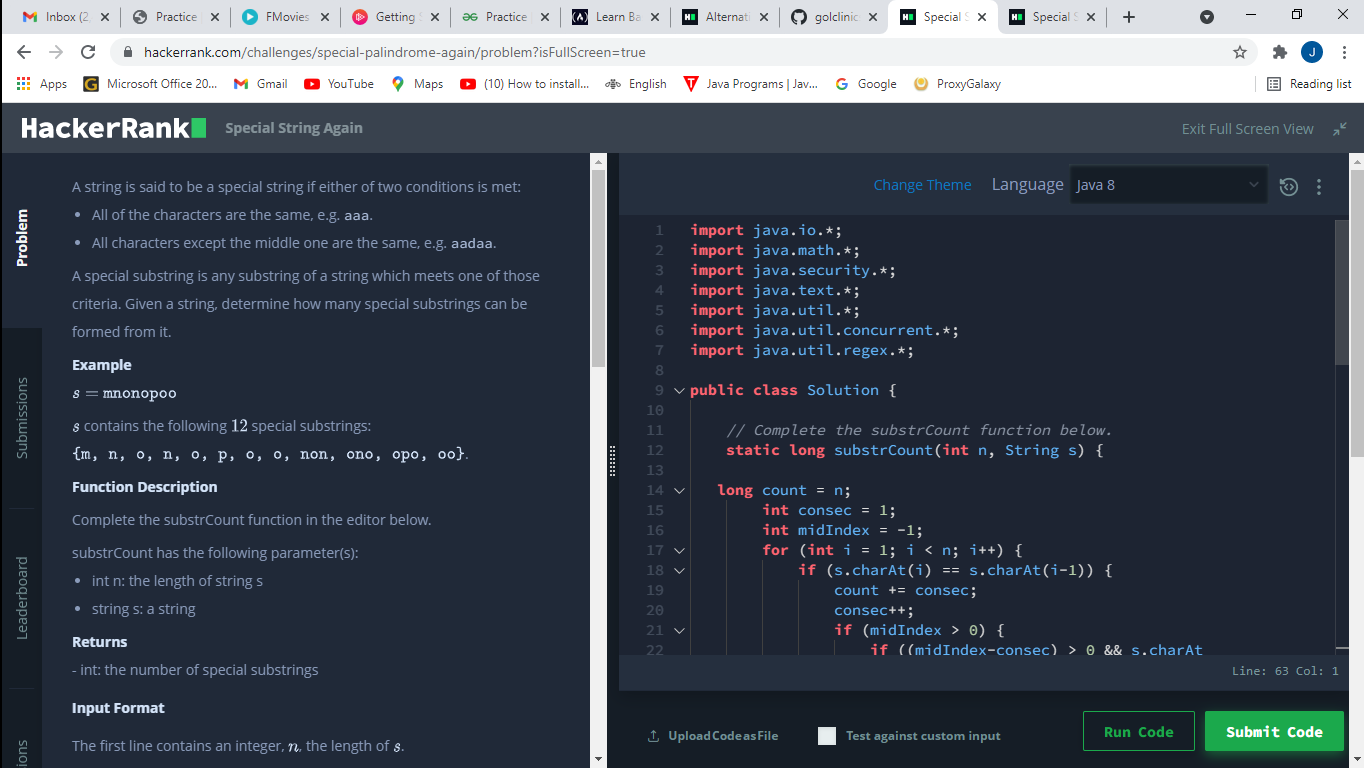 Inbox (2,
Practice
FMovies
Getting S
Practice
Learn Ba
Alternati
golclinic
Special S
Special S
hackerrank.com/challenges/special-palindrome-again/problem?isFullScreen=true
J
Apps
Microsoft Office 20...
Gmail
YouTube
Maps
(10) How to install...
English
Java Programs | Jav...
Google
ProxyGalaxy
Reading list
HackerRank
Special String Again
Exit Full Screen View
Problem
Submissions
Leaderboard
A string is said to be a special string if either of two conditions is met:
• All of the characters are the same, e.g. aaa.
• All characters except the middle one are the same, e.g. aadaa.
A special substring is any substring of a string which meets one of those
criteria. Given a string, determine how many special substrings can be
formed from it.
Example
s = mnonopoo
s contains the following 12 special substrings:
{m, n, o, n, o, p, o, o, non, ono, opo, oo}.
Function Description
Complete the substrCount function in the editor below.
substrCount has the following parameter(s):
• int n: the length of string s
• string s: a string
Returns
- int: the number of special substrings
Input Format
The first line contains an integer, n, the length of s.
Change Theme
Language
Java 8
1 import java.io.*;
2 import java.math.*;
3 import java.security.*;
4 import java.text.*;
5 import java.util.*;
6 import java.util.concurrent.*;
7 import java.util.regex.*;
8
9 public class Solution {
10
11 // Complete the substrCount function below.
12 static long substrCount(int n, String s) {
13
14 long count = n;
15 int consec = 1;
16 int midIndex = -1;
17 for (int i = 1; i < n; i++) {
18 if (s.charAt(i) == s.charAt(i-1)) {
19 count += consec;
20 consec++;
21 if (midIndex > 0) {
22 if ((midIndex-consec) > 0 && s.charAt
Line: 63 Col: 1
Upload Code as File
Test against custom input
Run Code
Submit Code